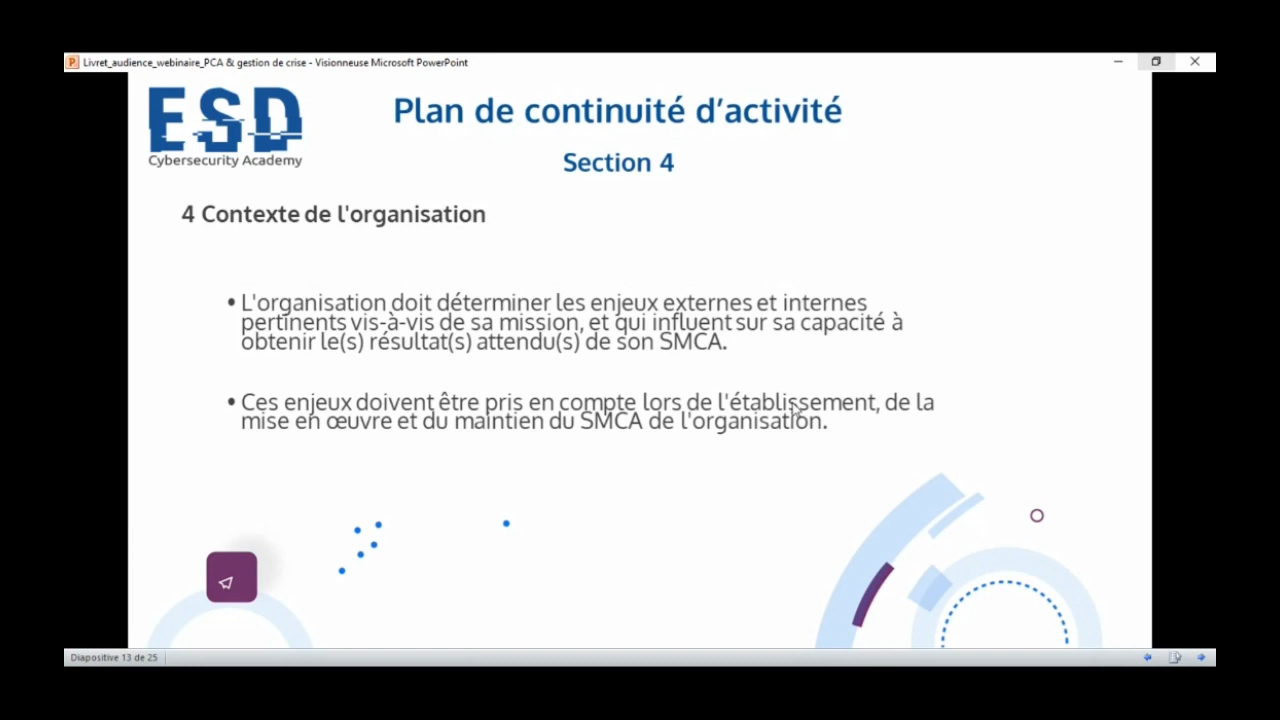 Livret_audience_webinaire_PCA & gestion de crise - Visionneuse Microsoft PowerPoint
ESD
Cybersecurity Academy
Plan de continuité d’activité
Section 4
4 Contexte de l'organisation
• L'organisation doit déterminer les enjeux externes et internes
pertinents vis-à-vis de sa mission, et qui influent sur sa capacité à
obtenir le(s) résultat(s) attendu(s) de son SMCA.
• Ces enjeux doivent être pris en compte lors de l'établissement, de la
mise en œuvre et du maintien du SMCA de l'organisation.
Diapositive 13 de 25